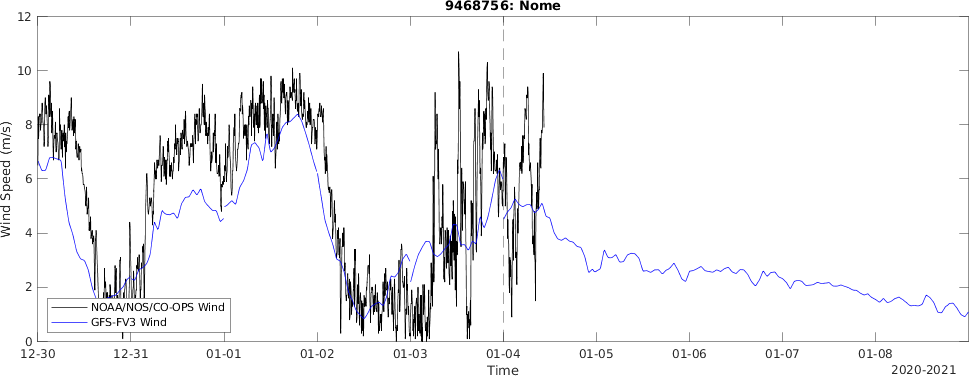 9468756: Nome
12
10
8
6
4
2
0
Wind Speed (m/s)
NOAA/NOS/CO-OPS Wind
GFS-FV3 Wind
12-30 12-31 01-01 01-02 01-03 01-04 01-05 01-06 01-07 01-08
Time
2020-2021